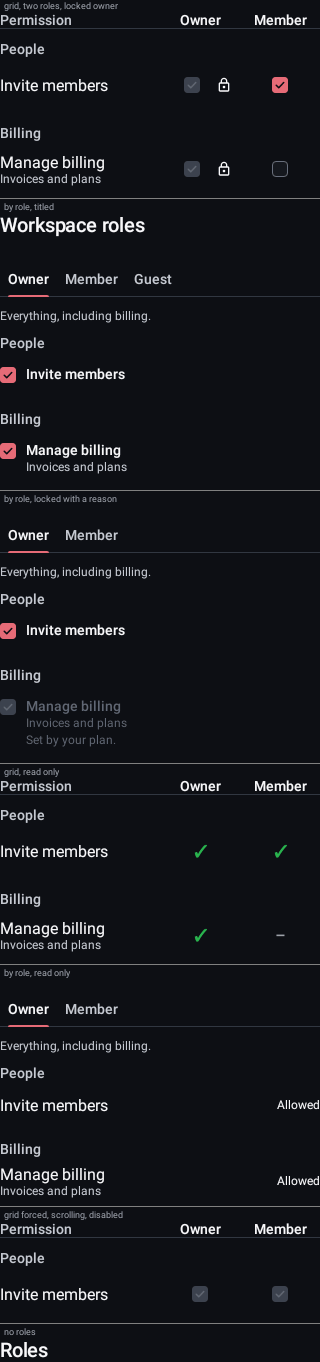 grid, two roles, locked owner
Permission Owner Member
People
Invite members
Billing
Manage billing
Invoices and plans
by role, titled
Workspace roles
Owner Member Guest
Everything, including billing.
People
Invite members
Billing
Manage billing
Invoices and plans
by role, locked with a reason
Owner Member
Everything, including billing.
People
Invite members
Billing
Manage billing
Invoices and plans
Set by your plan.
grid, read only
Permission Owner Member
People
Invite members ✓ ✓
Billing
Manage billing ✓ –
Invoices and plans
by role, read only
Owner Member
Everything, including billing.
People
Invite members Allowed
Billing
Manage billing Allowed
Invoices and plans
grid forced, scrolling, disabled
Permission Owner Member
People
Invite members
no roles
Roles